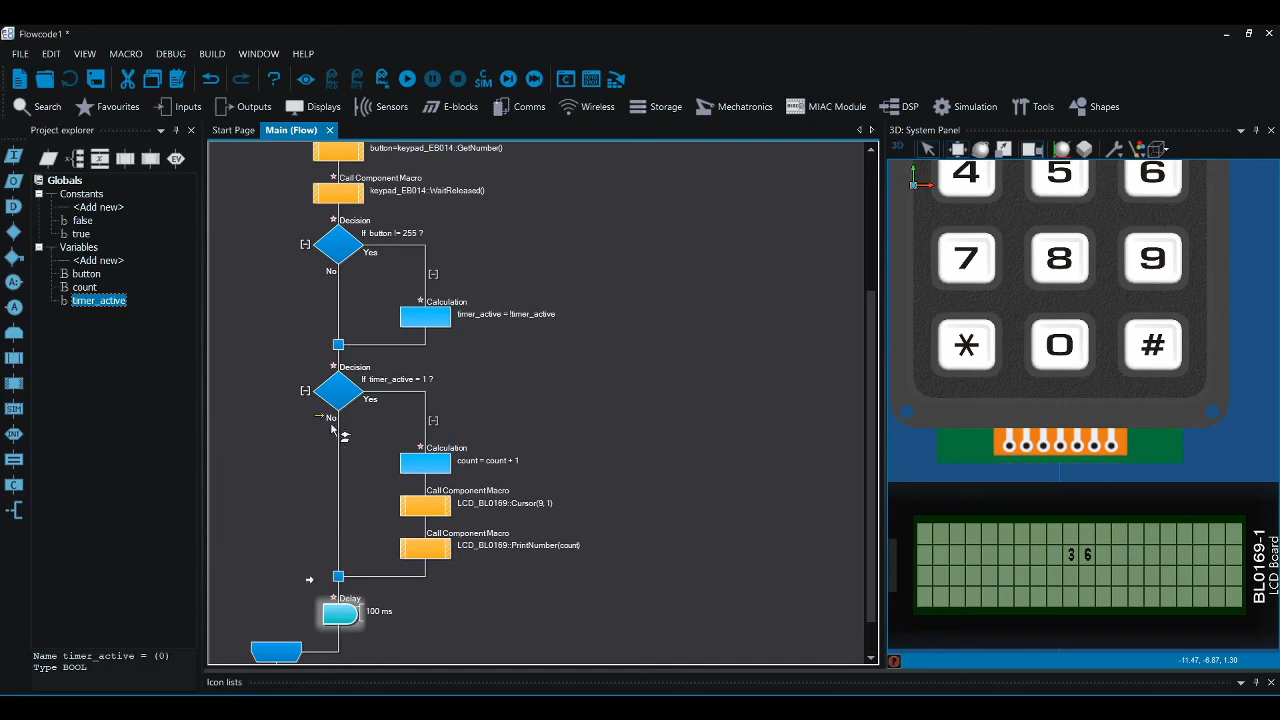 Flowcode1 *
FILE EDIT VIEW MACRO DEBUG BUILD WINDOW HELP
C
SIM
Search Favourites Inputs Outputs Displays Sensors E-blocks Comms Wireless Storage Mechatronics MIAC Module DSP Simulation Tools Shapes
Project explorer
Start Page Main (Flow)
3D: System Panel
EV
3D
Globals
Constants
<Add new>
false
true
Variables
<Add new>
button
count
timer_active
SIM
INT
C
button=keypad_EB014::GetNumber()
Call Component Macro
keypad_EB014::WaitReleased()
Decision
If button != 255 ?
Yes
No
Calculation
timer_active = !timer_active
Decision
If timer_active = 1 ?
Yes
No
Calculation
count = count + 1
Call Component Macro
LCD_BL0169::Cursor(9, 1)
Call Component Macro
LCD_BL0169::PrintNumber(count)
Delay
100 ms
4 5 6
7 8 9
* 0 #
36
BL0169-1
LCD Board
Name timer_active = (0)
Type BOOL
-11.47, -6.87, 1.30
Icon lists